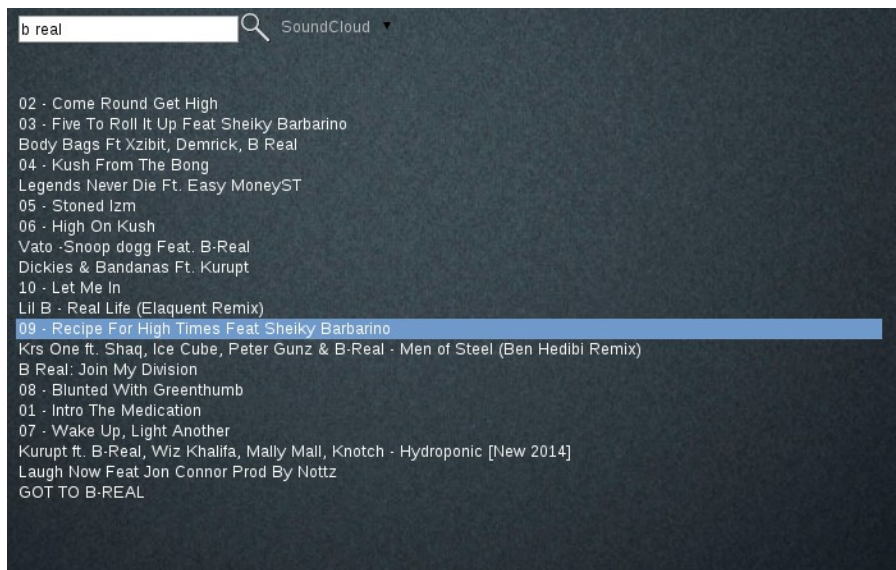 b real SoundCloud
02 - Come Round Get High
03 - Five To Roll It Up Feat Sheiky Barbarino
Body Bags Ft Xzibit, Demrick, B Real
04 - Kush From The Bong
Legends Never Die Ft. Easy MoneyST
05 - Stoned Izm
06 - High On Kush
Vato -Snoop dogg Feat. B-Real
Dickies & Bandanas Ft. Kurupt
10 - Let Me In
Lil B - Real Life (Elaquent Remix)
09 - Recipe For High Times Feat Sheiky Barbarino
Krs One ft. Shaq, Ice Cube, Peter Gunz & B-Real - Men of Steel (Ben Hedibi Remix)
B Real: Join My Division
08 - Blunted With Greenthumb
01 - Intro The Medication
07 - Wake Up, Light Another
Kurupt ft. B-Real, Wiz Khalifa, Mally Mall, Knotch - Hydroponic [New 2014]
Laugh Now Feat Jon Connor Prod By Nottz
GOT TO B-REAL